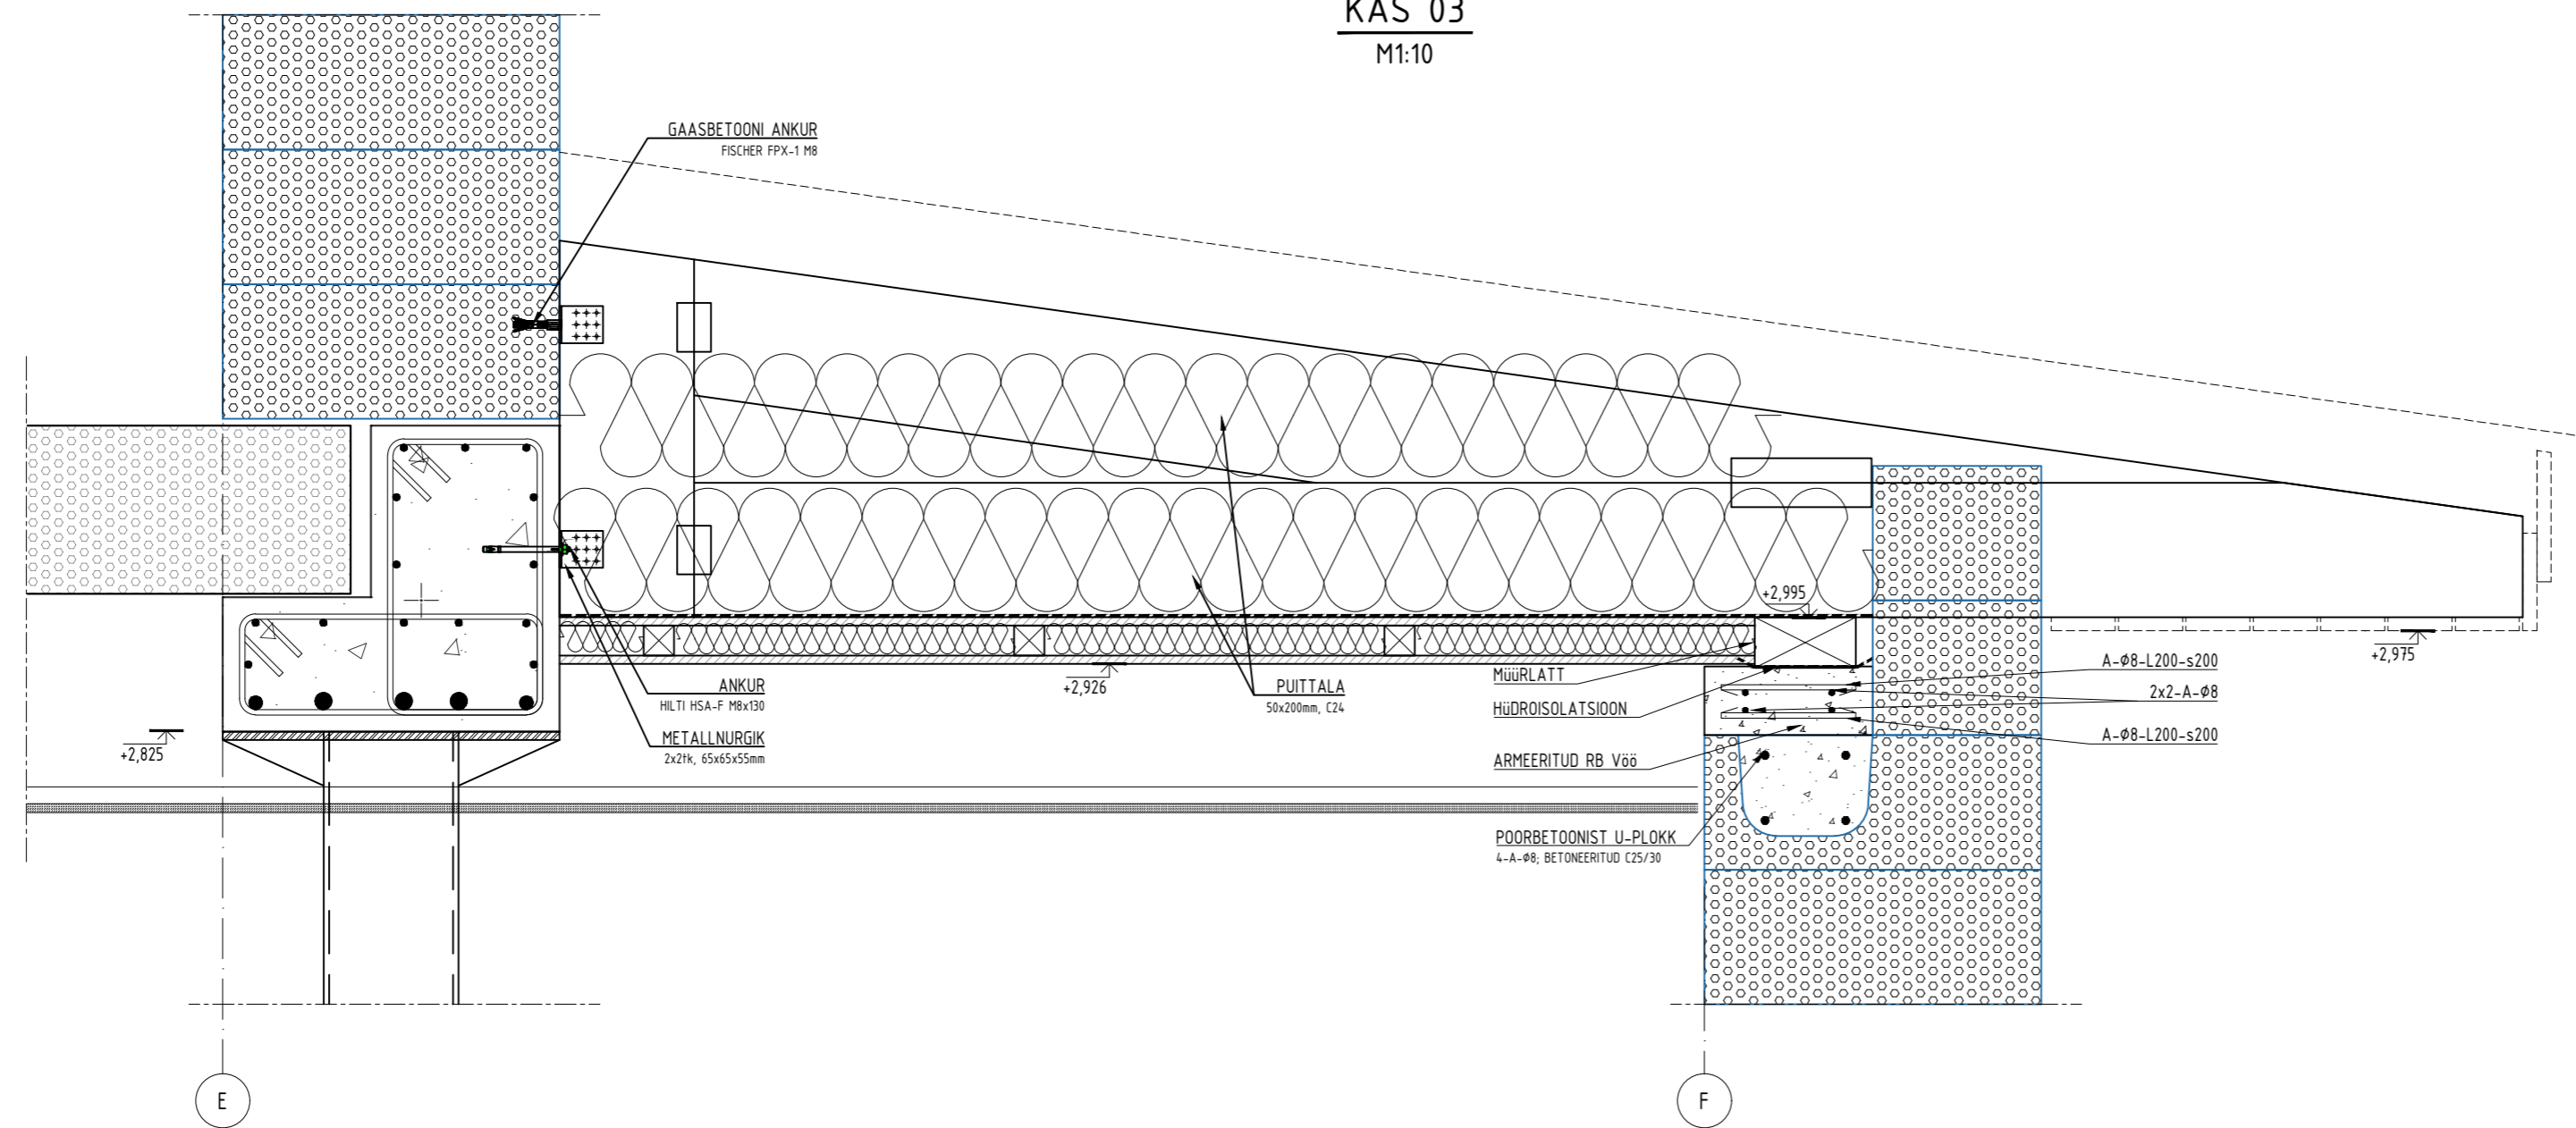 KAS 03
M1:10
GAASBETOONI ANKUR
FISCHER FPX-1 M8
+2,995
+2,975
+2,926
+2,825
ANKUR
HILTI HSA-F M8x130
METALLNURGIK
2x2tk, 65x65x55mm
PUITTALA
50x200mm, C24
MüüRLATT
HüDROISOLATSIOON
ARMEERITUD RB Vöö
POORBETOONIST U-PLOKK
4-A-Ø8; BETONEERITUD C25/30
A-Ø8-L200-s200
2x2-A-Ø8
A-Ø8-L200-s200
E
F